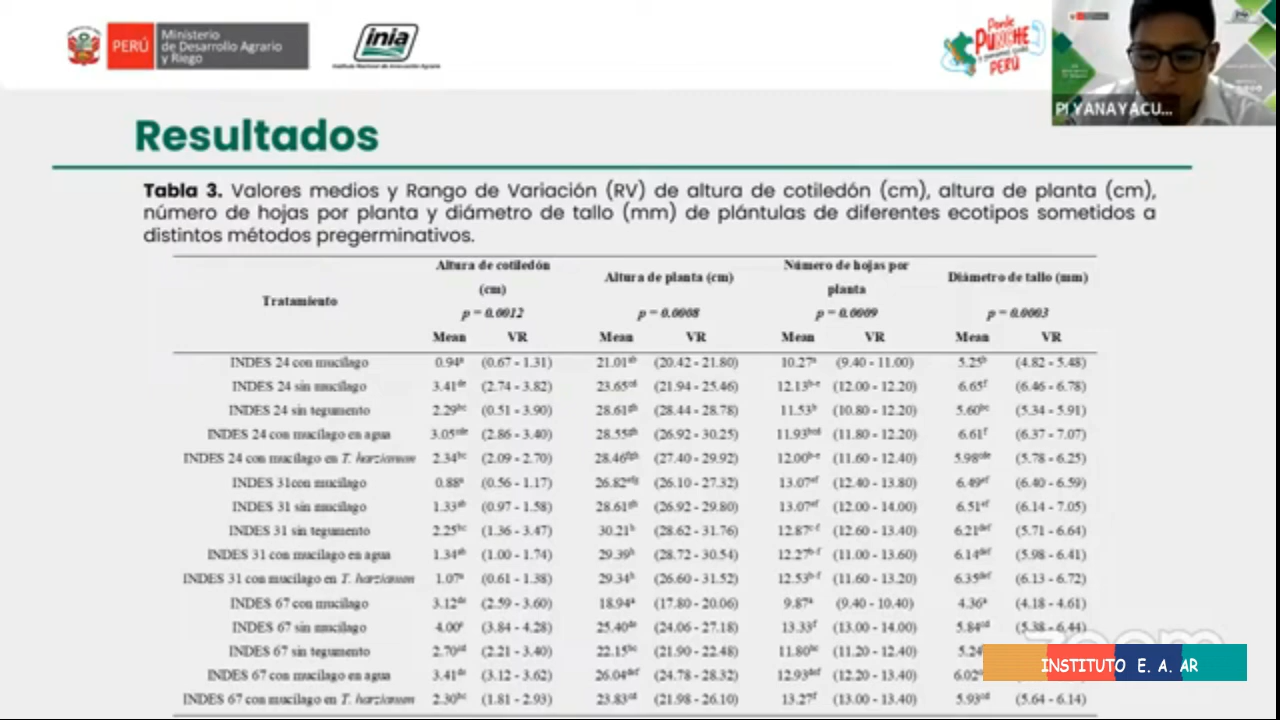 PERÚ
Ministerio
de Desarrollo Agrario
y Riego
inia
Instituto Nacional de Innovación Agraria
Ponle
PUNCHE
PERÚ
PI YANAYACU...
Resultados
Tabla 3. Valores medios y Rango de Variación (RV) de altura de cotiledón (cm), altura de planta (cm),
número de hojas por planta y diámetro de tallo (mm) de plántulas de diferentes ecotipos sometidos a
distintos métodos pregerminativos.
Tratamiento Altura de cotiledón (cm) Altura de planta (cm) Número de hojas por planta Diámetro de tallo (mm)
p = 0.0012 p = 0.0008 p = 0.0009 p = 0.0003
Mean VR Mean VR Mean VR Mean VR
INDES 24 con mucílago 0.94 (0.67 - 1.31) 21.01 (20.42 - 21.80) 10.27 (9.40 - 11.00) 5.25 (4.82 - 5.48)
INDES 24 sin mucílago 3.41 (2.74 - 3.82) 23.65 (21.94 - 25.46) 12.13 (12.00 - 12.20) 6.65 (6.46 - 6.78)
INDES 24 sin tegumento 2.29 (0.51 - 3.90) 28.61 (28.44 - 28.78) 11.53 (10.80 - 12.20) 5.60 (5.34 - 5.91)
INDES 24 con mucílago en agua 3.05 (2.86 - 3.40) 28.55 (26.92 - 30.25) 11.93 (11.80 - 12.20) 6.61 (6.37 - 7.07)
INDES 24 con mucílago en T. harzianum 2.34 (2.09 - 2.70) 28.46 (27.40 - 29.92) 12.00 (11.60 - 12.40) 5.98 (5.78 - 6.25)
INDES 31con mucílago 0.88 (0.56 - 1.17) 26.82 (26.10 - 27.32) 13.07 (12.40 - 13.80) 6.49 (6.40 - 6.59)
INDES 31 sin mucílago 1.33 (0.97 - 1.58) 28.61 (26.92 - 29.80) 13.07 (12.00 - 14.00) 6.51 (6.14 - 7.05)
INDES 31 sin tegumento 2.25 (1.36 - 3.47) 30.21 (28.62 - 31.76) 12.87 (12.60 - 13.40) 6.21 (5.71 - 6.64)
INDES 31 con mucílago en agua 1.34 (1.00 - 1.74) 29.39 (28.72 - 30.54) 12.27 (11.00 - 13.60) 6.14 (5.98 - 6.41)
INDES 31 con mucílago en T. harzianum 1.07 (0.61 - 1.38) 29.34 (26.60 - 31.52) 12.53 (11.60 - 13.20) 6.35 (6.13 - 6.72)
INDES 67 con mucílago 3.12 (2.59 - 3.60) 18.94 (17.80 - 20.06) 9.87 (9.40 - 10.40) 4.36 (4.18 - 4.61)
INDES 67 sin mucílago 4.00 (3.84 - 4.28) 25.40 (24.06 - 27.18) 13.33 (13.00 - 14.00) 5.84 (5.38 - 6.44)
INDES 67 sin tegumento 2.70 (2.21 - 3.40) 22.15 (21.90 - 22.48) 11.80 (11.20 - 12.40) 5.24
INDES 67 con mucílago en agua 3.41 (3.12 - 3.62) 26.04 (24.78 - 28.32) 12.93 (12.20 - 13.40) 6.02
INDES 67 con mucílago en T. harzianum 2.30 (1.81 - 2.93) 23.83 (21.98 - 26.10) 13.27 (13.00 - 13.40) 5.93 (5.64 - 6.14)
zoom
INSTITUTO E. A. AR